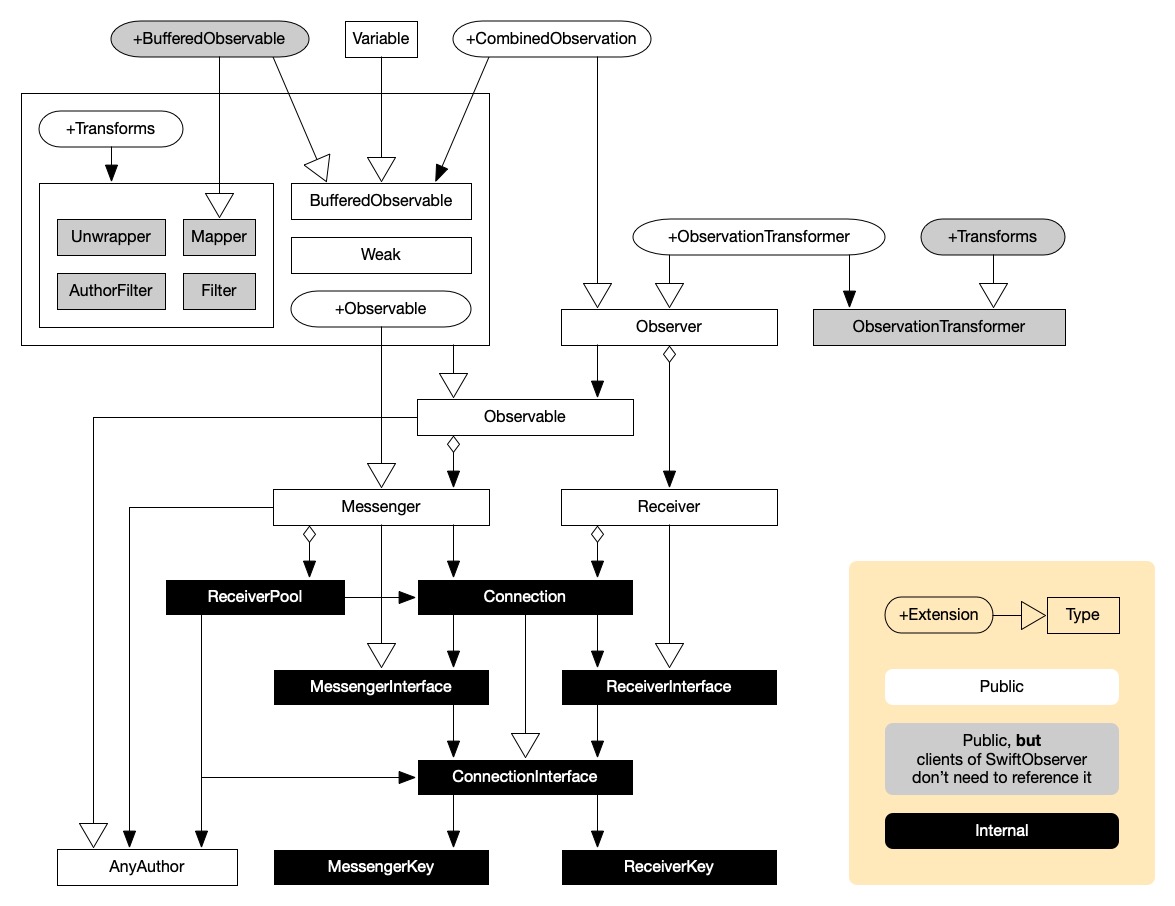 +BufferedObservable
Variable
+CombinedObservation
+Transforms
BufferedObservable
Unwrapper
Mapper
Weak
+ObservationTransformer
+Transforms
AuthorFilter
Filter
+Observable
Observer
ObservationTransformer
Observable
Messenger
Receiver
ReceiverPool
Connection
+Extension
Type
MessengerInterface
ReceiverInterface
Public
Public, but
clients of SwiftObserver
don’t need to reference it
ConnectionInterface
Internal
AnyAuthor
MessengerKey
ReceiverKey